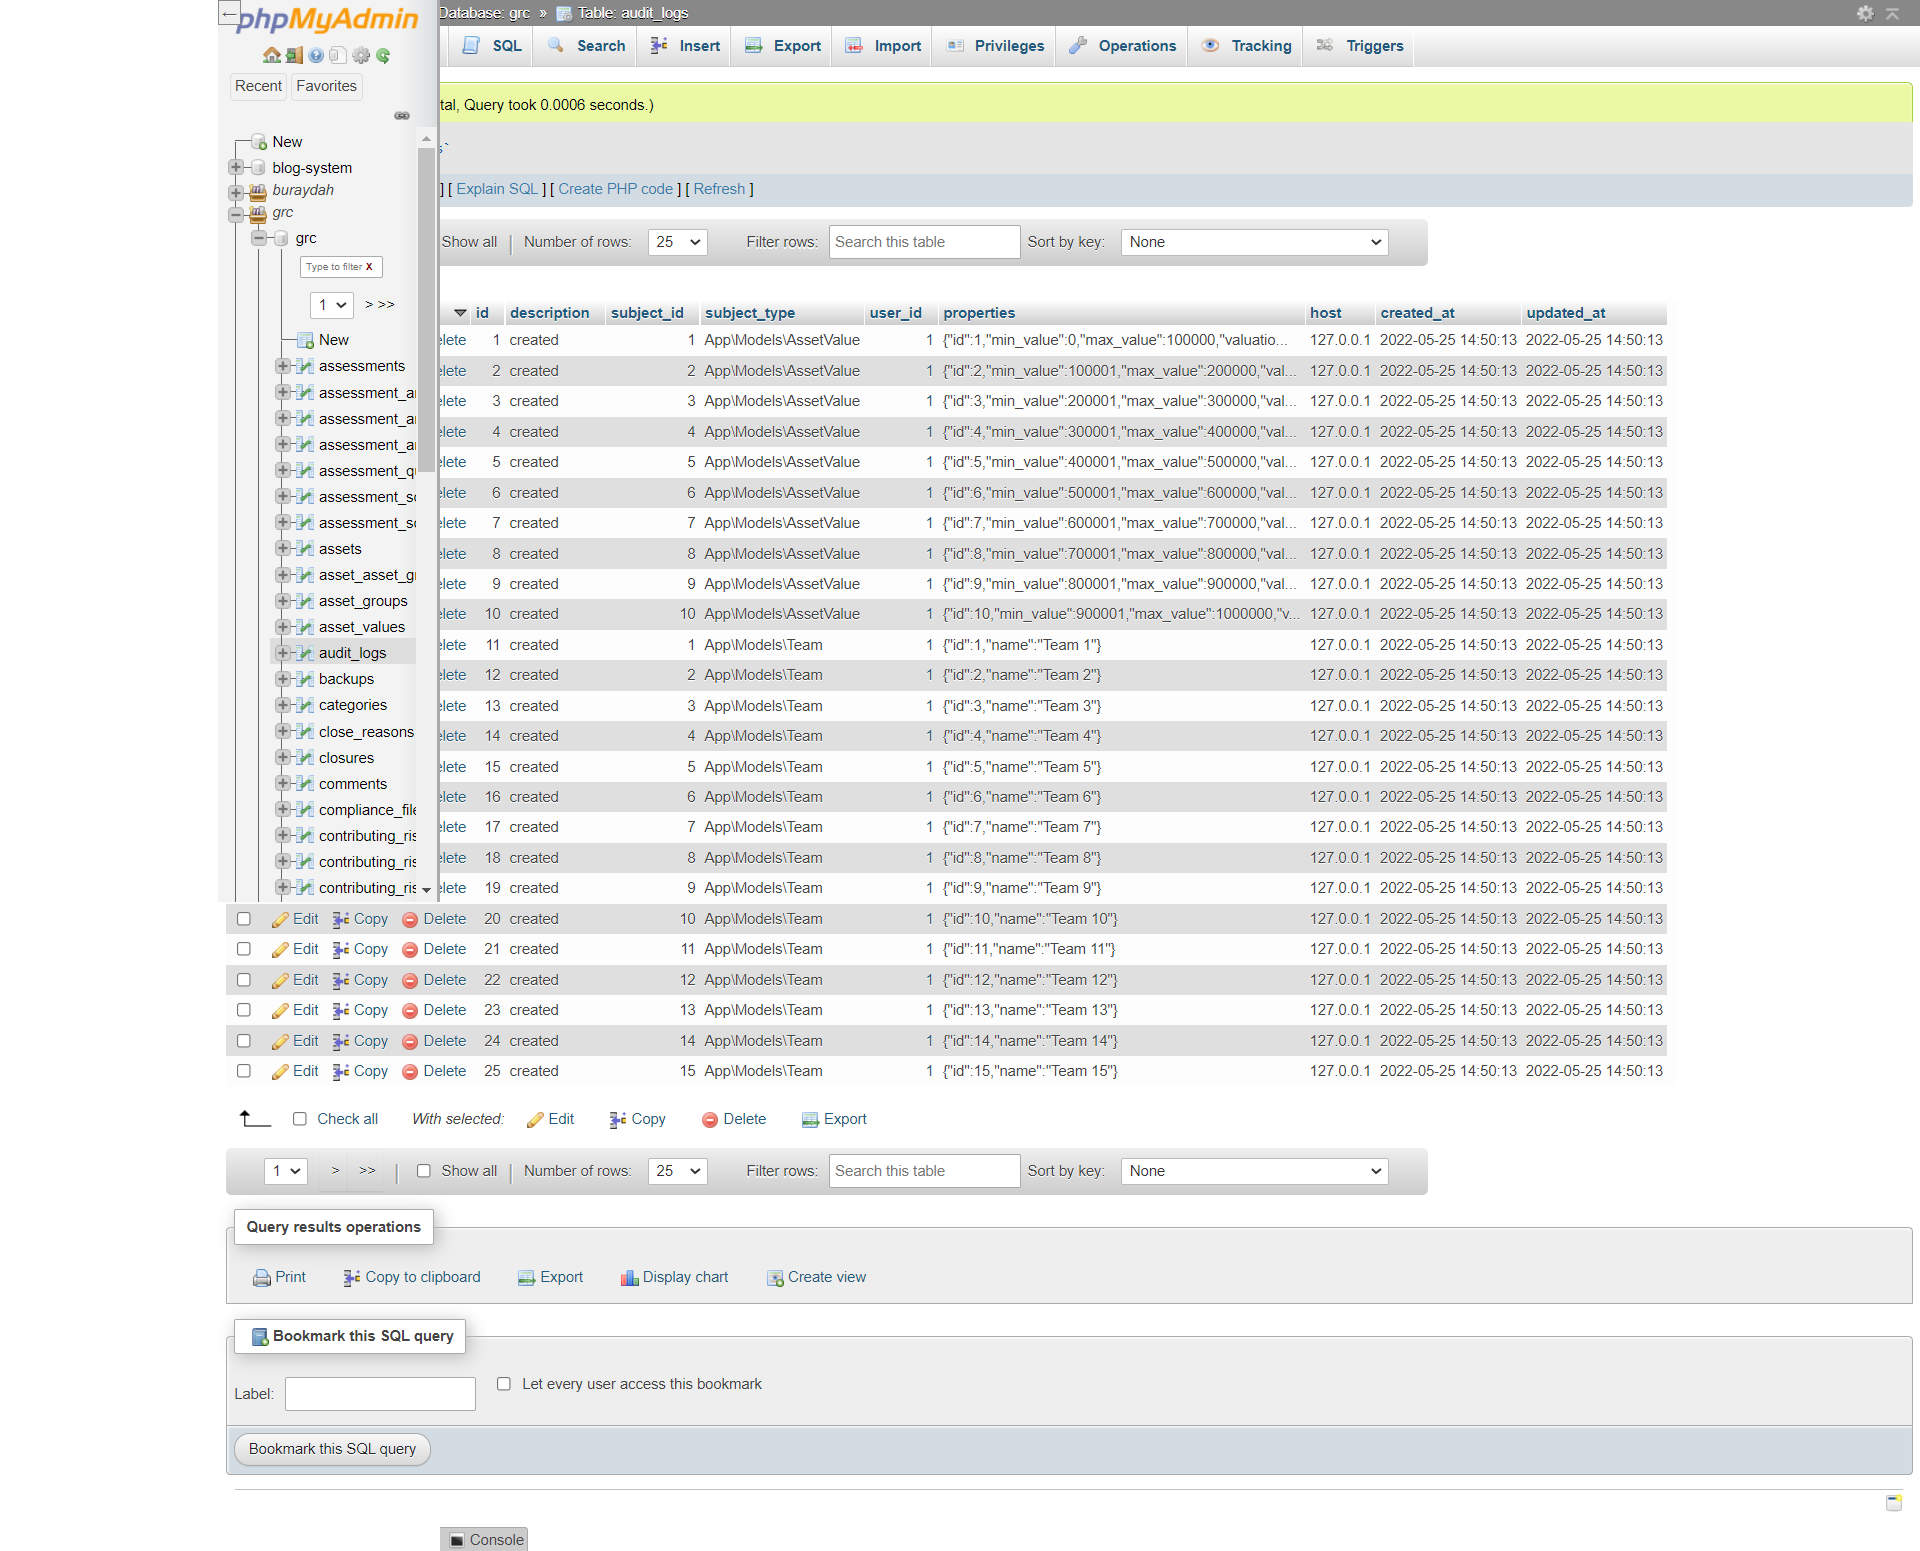 phpMyAdmin
Database: grc » Table: audit_logs
SQL Search Insert Export Import Privileges Operations Tracking Triggers
Recent Favorites
tal, Query took 0.0006 seconds.)
s`
] [ Explain SQL ] [ Create PHP code ] [ Refresh ]
Show all | Number of rows: 25 Filter rows: Search this table Sort by key: None
New
blog-system
buraydah
grc
grc
Type to filter X
1 > >>
New
assessments
assessment_a
assessment_a
assessment_a
assessment_q
assessment_s
assessment_s
assets
asset_asset_g
asset_groups
asset_values
audit_logs
backups
categories
close_reasons
closures
comments
compliance_file
contributing_ris
contributing_ris
contributing_ris
id description subject_id subject_type user_id properties host created_at updated_at
elete 1 created 1 App\Models\AssetValue 1 {"id":1,"min_value":0,"max_value":100000,"valuatio... 127.0.0.1 2022-05-25 14:50:13 2022-05-25 14:50:13
elete 2 created 2 App\Models\AssetValue 1 {"id":2,"min_value":100001,"max_value":200000,"val... 127.0.0.1 2022-05-25 14:50:13 2022-05-25 14:50:13
elete 3 created 3 App\Models\AssetValue 1 {"id":3,"min_value":200001,"max_value":300000,"val... 127.0.0.1 2022-05-25 14:50:13 2022-05-25 14:50:13
elete 4 created 4 App\Models\AssetValue 1 {"id":4,"min_value":300001,"max_value":400000,"val... 127.0.0.1 2022-05-25 14:50:13 2022-05-25 14:50:13
elete 5 created 5 App\Models\AssetValue 1 {"id":5,"min_value":400001,"max_value":500000,"val... 127.0.0.1 2022-05-25 14:50:13 2022-05-25 14:50:13
elete 6 created 6 App\Models\AssetValue 1 {"id":6,"min_value":500001,"max_value":600000,"val... 127.0.0.1 2022-05-25 14:50:13 2022-05-25 14:50:13
elete 7 created 7 App\Models\AssetValue 1 {"id":7,"min_value":600001,"max_value":700000,"val... 127.0.0.1 2022-05-25 14:50:13 2022-05-25 14:50:13
elete 8 created 8 App\Models\AssetValue 1 {"id":8,"min_value":700001,"max_value":800000,"val... 127.0.0.1 2022-05-25 14:50:13 2022-05-25 14:50:13
elete 9 created 9 App\Models\AssetValue 1 {"id":9,"min_value":800001,"max_value":900000,"val... 127.0.0.1 2022-05-25 14:50:13 2022-05-25 14:50:13
elete 10 created 10 App\Models\AssetValue 1 {"id":10,"min_value":900001,"max_value":1000000,"v... 127.0.0.1 2022-05-25 14:50:13 2022-05-25 14:50:13
elete 11 created 1 App\Models\Team 1 {"id":1,"name":"Team 1"} 127.0.0.1 2022-05-25 14:50:13 2022-05-25 14:50:13
elete 12 created 2 App\Models\Team 1 {"id":2,"name":"Team 2"} 127.0.0.1 2022-05-25 14:50:13 2022-05-25 14:50:13
elete 13 created 3 App\Models\Team 1 {"id":3,"name":"Team 3"} 127.0.0.1 2022-05-25 14:50:13 2022-05-25 14:50:13
elete 14 created 4 App\Models\Team 1 {"id":4,"name":"Team 4"} 127.0.0.1 2022-05-25 14:50:13 2022-05-25 14:50:13
elete 15 created 5 App\Models\Team 1 {"id":5,"name":"Team 5"} 127.0.0.1 2022-05-25 14:50:13 2022-05-25 14:50:13
elete 16 created 6 App\Models\Team 1 {"id":6,"name":"Team 6"} 127.0.0.1 2022-05-25 14:50:13 2022-05-25 14:50:13
elete 17 created 7 App\Models\Team 1 {"id":7,"name":"Team 7"} 127.0.0.1 2022-05-25 14:50:13 2022-05-25 14:50:13
elete 18 created 8 App\Models\Team 1 {"id":8,"name":"Team 8"} 127.0.0.1 2022-05-25 14:50:13 2022-05-25 14:50:13
elete 19 created 9 App\Models\Team 1 {"id":9,"name":"Team 9"} 127.0.0.1 2022-05-25 14:50:13 2022-05-25 14:50:13
Edit Copy Delete 20 created 10 App\Models\Team 1 {"id":10,"name":"Team 10"} 127.0.0.1 2022-05-25 14:50:13 2022-05-25 14:50:13
Edit Copy Delete 21 created 11 App\Models\Team 1 {"id":11,"name":"Team 11"} 127.0.0.1 2022-05-25 14:50:13 2022-05-25 14:50:13
Edit Copy Delete 22 created 12 App\Models\Team 1 {"id":12,"name":"Team 12"} 127.0.0.1 2022-05-25 14:50:13 2022-05-25 14:50:13
Edit Copy Delete 23 created 13 App\Models\Team 1 {"id":13,"name":"Team 13"} 127.0.0.1 2022-05-25 14:50:13 2022-05-25 14:50:13
Edit Copy Delete 24 created 14 App\Models\Team 1 {"id":14,"name":"Team 14"} 127.0.0.1 2022-05-25 14:50:13 2022-05-25 14:50:13
Edit Copy Delete 25 created 15 App\Models\Team 1 {"id":15,"name":"Team 15"} 127.0.0.1 2022-05-25 14:50:13 2022-05-25 14:50:13
Check all With selected: Edit Copy Delete Export
1 > >> | Show all | Number of rows: 25 Filter rows: Search this table Sort by key: None
Query results operations
Print Copy to clipboard Export Display chart Create view
Bookmark this SQL query
Label: Let every user access this bookmark
Bookmark this SQL query
Console